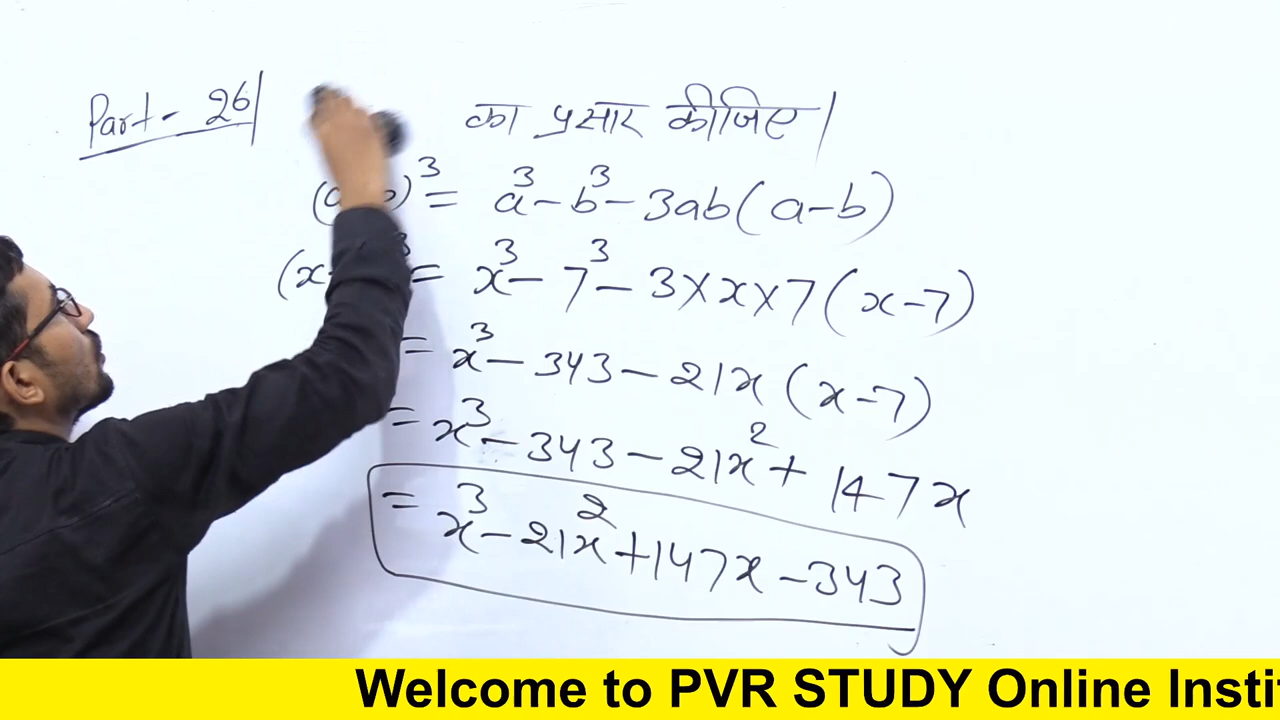 Part- 26
का प्रसार कीजिए।
)³ = a³ - b³ - 3ab(a-b)
(x = x³ - 7³ - 3×x×7(x-7)
= x³ - 343 - 21x(x-7)
= x³ - 343 - 21x² + 147x
= x³ - 21x² + 147x - 343
Welcome to PVR STUDY Online